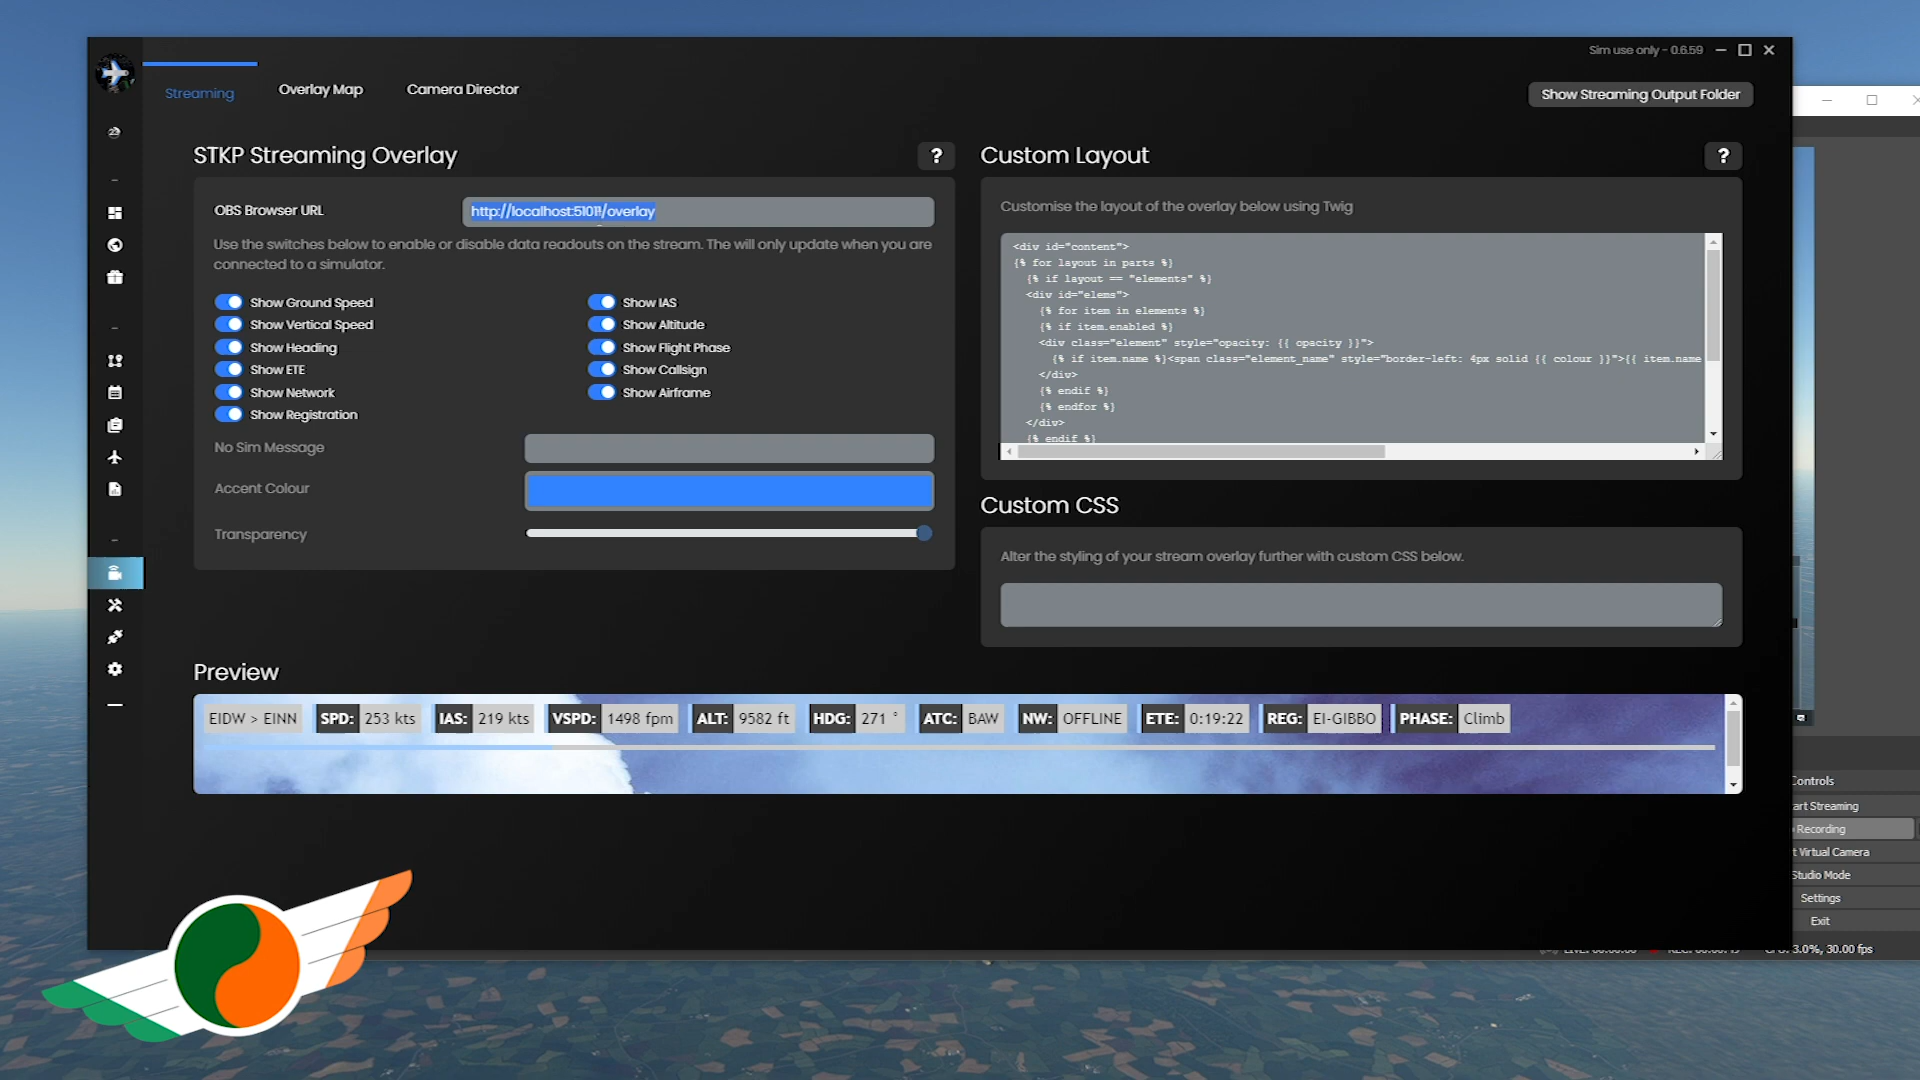 Sim use only - 0.6.59
Streaming
Overlay Map
Camera Director
Show Streaming Output Folder
STKP Streaming Overlay
?
OBS Browser URL
http://localhost:51011/overlay
Use the switches below to enable or disable data readouts on the stream. The will only update when you are
connected to a simulator.
Show Ground Speed
Show IAS
Show Vertical Speed
Show Altitude
Show Heading
Show Flight Phase
Show ETE
Show Callsign
Show Network
Show Airframe
Show Registration
No Sim Message
Accent Colour
Transparency
Custom Layout
?
Customise the layout of the overlay below using Twig
<div id="content">
{% for layout in parts %}
{% if layout == "elements" %}
<div id="elems">
{% for item in elements %}
{% if item.enabled %}
<div class="element" style="opacity: {{ opacity }}">
{% if item.name %}<span class="element_name" style="border-left: 4px solid {{ colour }}">{{ item.name
</div>
{% endif %}
{% endfor %}
</div>
{% endif %}
Custom CSS
Alter the styling of your stream overlay further with custom CSS below.
Preview
EIDW > EINN SPD: 253 kts IAS: 219 kts VSPD: 1498 fpm ALT: 9582 ft HDG: 271 ° ATC: BAW NW: OFFLINE ETE: 0:19:22 REG: EI-GIBBO PHASE: Climb
Controls
art Streaming
Recording
t Virtual Camera
Studio Mode
Settings
Exit
3.0%, 30.00 fps